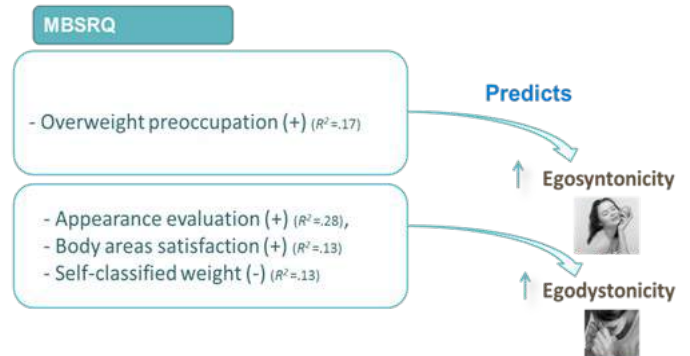 MBSRQ
- Overweight preoccupation (+) (R²=.17)
Predicts
↑ Egosyntonicity
- Appearance evaluation (+) (R²=.28),
- Body areas satisfaction (+) (R²=.13)
- Self-classified weight (-) (R²=.13)
↑ Egodystonicity